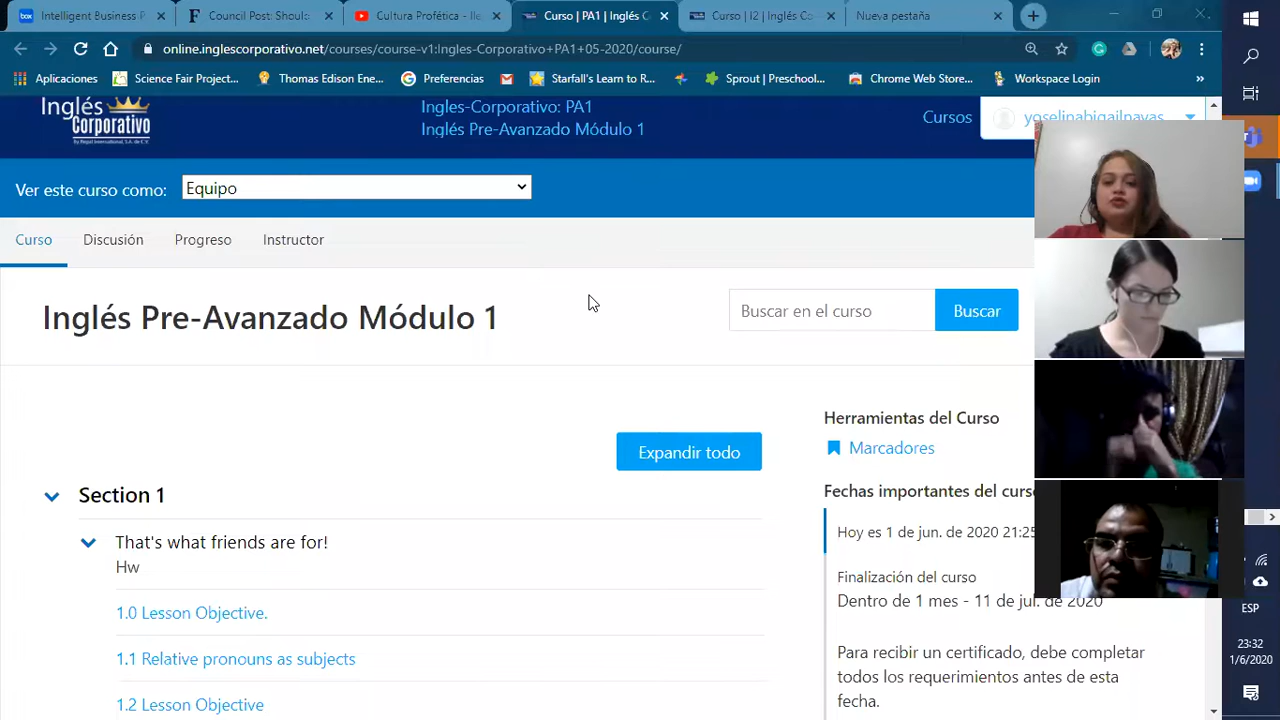 Intelligent Business P
Council Post: Should
Cultura Profética - Ile
Curso | PA1 | Inglés C
Curso | I2 | Inglés Co
Nueva pestaña
online.inglescorporativo.net/courses/course-v1:Ingles-Corporativo+PA1+05-2020/course/
Aplicaciones
Science Fair Project...
Thomas Edison Ene...
Preferencias
Starfall's Learn to R...
Sprout | Preschool...
Chrome Web Store...
Workspace Login
»
Inglés
Corporativo
by Regal International, S.A. de C.V.
Ingles-Corporativo: PA1
Inglés Pre-Avanzado Módulo 1
Cursos
yoselinabigailnavas
Ver este curso como:
Equipo
Curso
Discusión
Progreso
Instructor
Inglés Pre-Avanzado Módulo 1
Buscar en el curso
Buscar
Expandir todo
Herramientas del Curso
Marcadores
Section 1
Fechas importantes del curs
Hoy es 1 de jun. de 2020 21:25
That's what friends are for!
Hw
Finalización del curso
Dentro de 1 mes - 11 de jul. de 2020
1.0 Lesson Objective.
1.1 Relative pronouns as subjects
Para recibir un certificado, debe completar
todos los requerimientos antes de esta
fecha.
1.2 Lesson Objective
ESP
23:32
1/6/2020